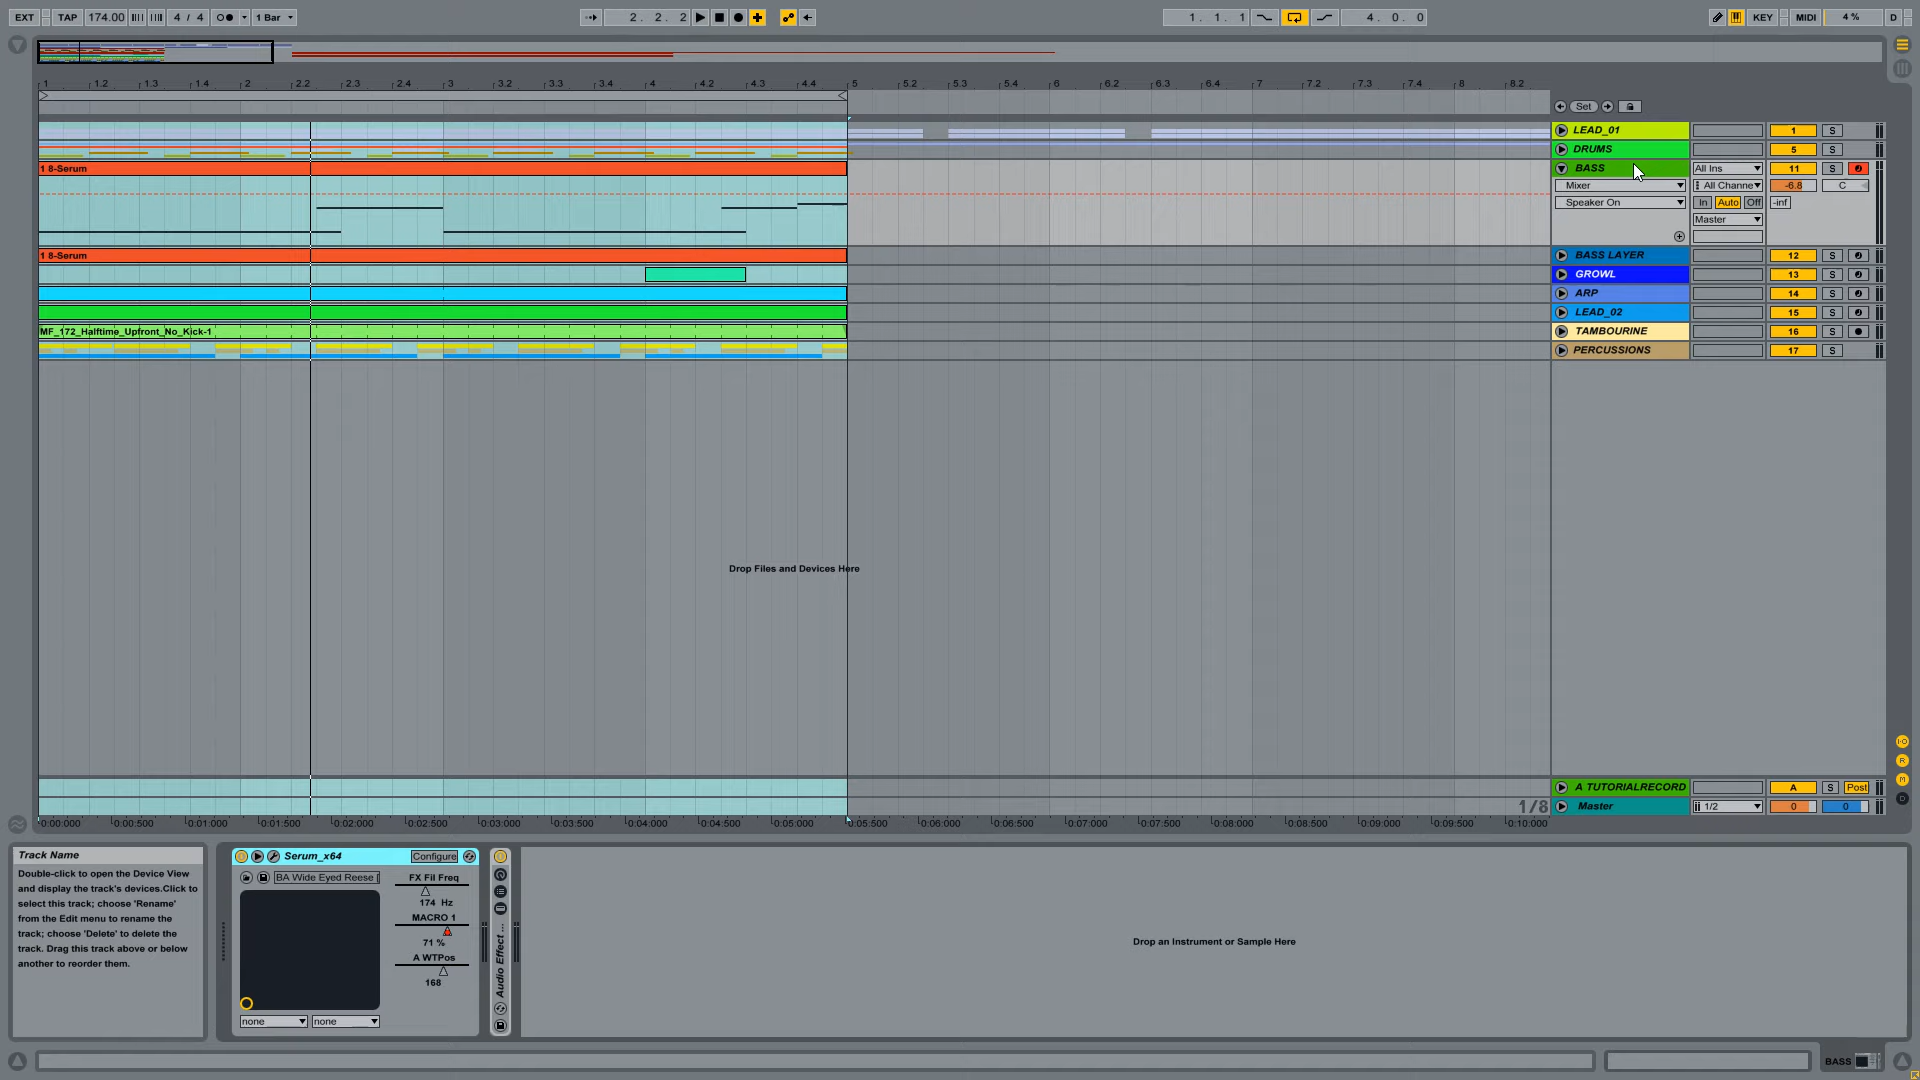 EXT TAP 174.00 4 / 4 1 Bar 2. 2. 2 1. 1. 1 4. 0. 0 KEY MIDI 4 % D
1 1.2 1.3 1.4 2 2.2 2.3 2.4 3 3.2 3.3 3.4 4 4.2 4.3 4.4 5 5.2 5.3 5.4 6 6.2 6.3 6.4 7 7.2 7.3 7.4 8 8.2
Set
LEAD_01 1 S
DRUMS 5 S
1 8-Serum BASS All Ins 11 S
Mixer All Channe -6.8 C
Speaker On In Auto Off -inf
Master
1 8-Serum BASS LAYER 12 S
GROWL 13 S
ARP 14 S
LEAD_02 15 S
MF_172_Halftime_Upfront_No_Kick-1 TAMBOURINE 16 S
PERCUSSIONS 17 S
Drop Files and Devices Here
A TUTORIALRECORD A S Post
1/8 Master 1/2 0 0
0:00:000 0:00:500 0:01:000 0:01:500 0:02:000 0:02:500 0:03:000 0:03:500 0:04:000 0:04:500 0:05:000 0:05:500 0:06:000 0:06:500 0:07:000 0:07:500 0:08:000 0:08:500 0:09:000 0:09:500 0:10:000
Track Name
Double-click to open the Device View
and display the track's devices.Click to
select this track; choose 'Rename'
from the Edit menu to rename the
track; choose 'Delete' to delete the
track. Drag this track above or below
another to reorder them.
Serum_x64 Configure
BA Wide Eyed Reese [
FX Fil Freq
174 Hz
MACRO 1
71 %
A WTPos
168
none none
Audio Effect ...
Drop an Instrument or Sample Here
BASS